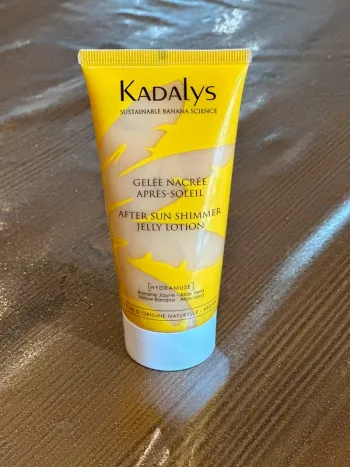 KADALYS
SUSTAINABLE BANANA SCIENCE
GELÉE NACRÉE
APRÈS-SOLEIL
AFTER SUN SHIMMER
JELLY LOTION
[HYDRAMUSE]
Banane Jaune - Aloe Vera
Yellow Banana - Aloe Vera
D'ORIGINE NATURELLE